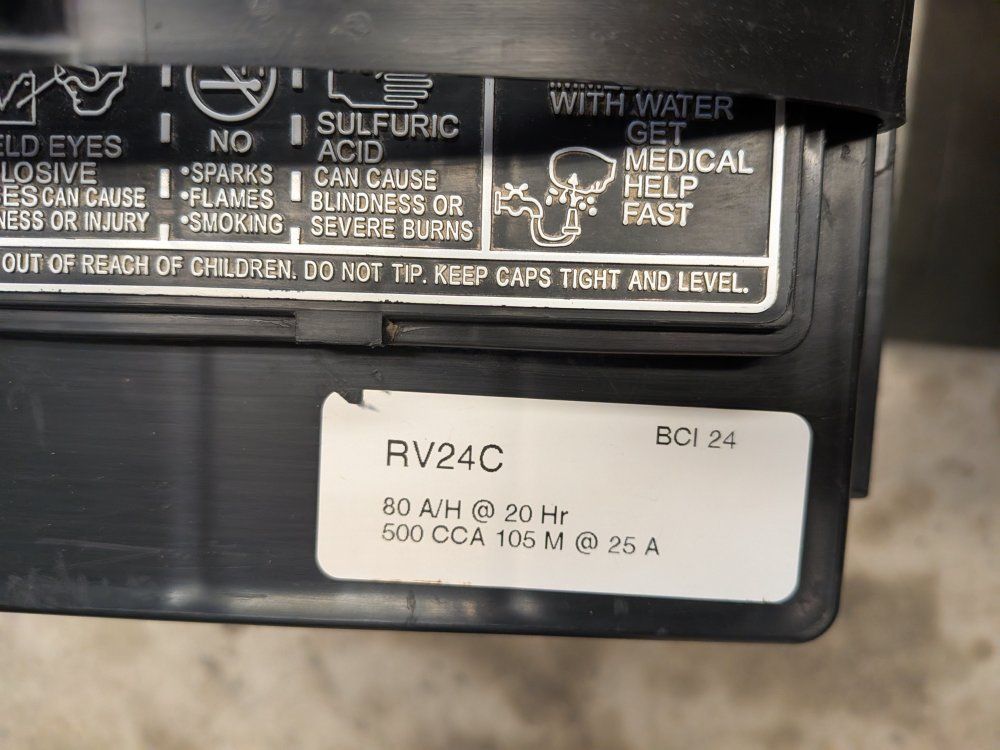 ELD EYES
LOSIVE
ES CAN CAUSE
NESS OR INJURY
NO
•SPARKS
•FLAMES
•SMOKING
SULFURIC
ACID
CAN CAUSE
BLINDNESS OR
SEVERE BURNS
WITH WATER
GET
MEDICAL
HELP
FAST
OUT OF REACH OF CHILDREN. DO NOT TIP. KEEP CAPS TIGHT AND LEVEL.
RV24C
BCI 24
80 A/H @ 20 Hr
500 CCA 105 M @ 25 A